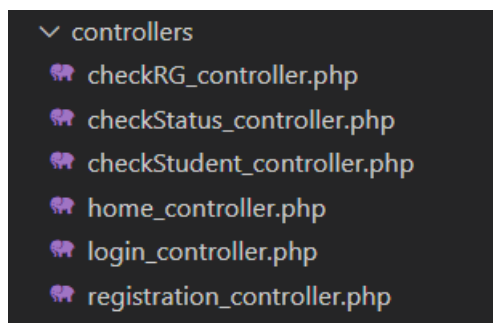 controllers
checkRG_controller.php
checkStatus_controller.php
checkStudent_controller.php
home_controller.php
login_controller.php
registration_controller.php